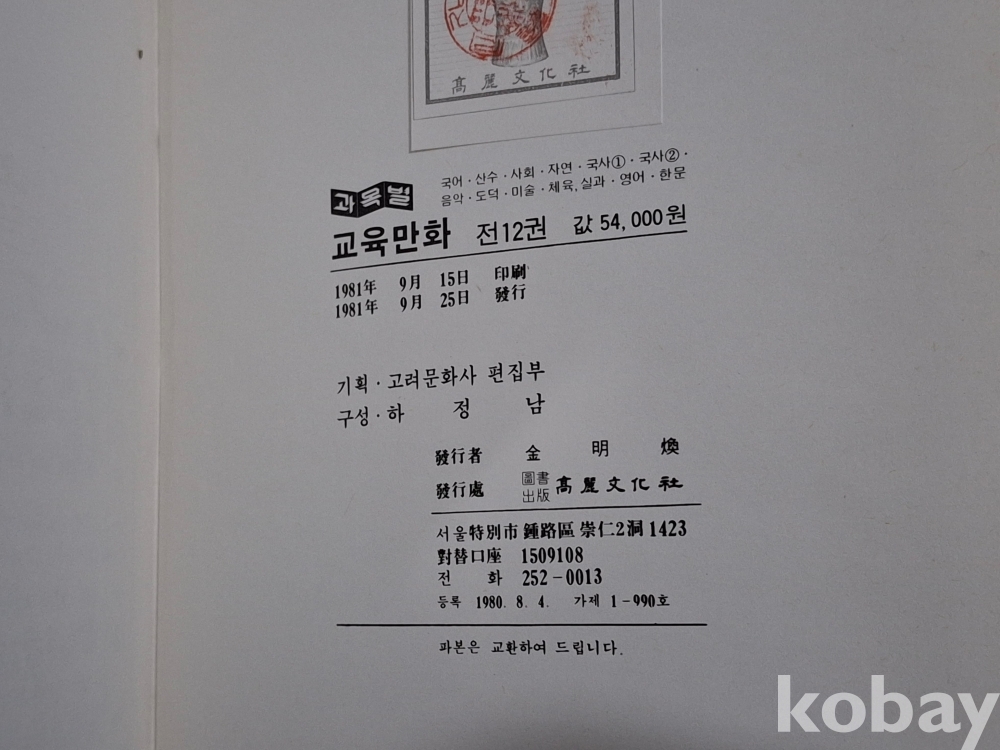 高麗文化社
국어·산수·사회·자연·국사①·국사②·
음악·도덕·미술·체육,실과·영어·한문
과목별
교육만화 전12권 값 54,000원
1981年 9月 15日 印刷
1981年 9月 25日 發行
기획·고려문화사 편집부
구성·하 정 남
發行者 金 明 煥
發行處 圖書出版 高麗文化社
서울特別市 鍾路區 崇仁2洞 1423
對替口座 1509108
전 화 252-0013
등록 1980. 8. 4. 가제 1-990호
파본은 교환하여 드립니다.
kobay